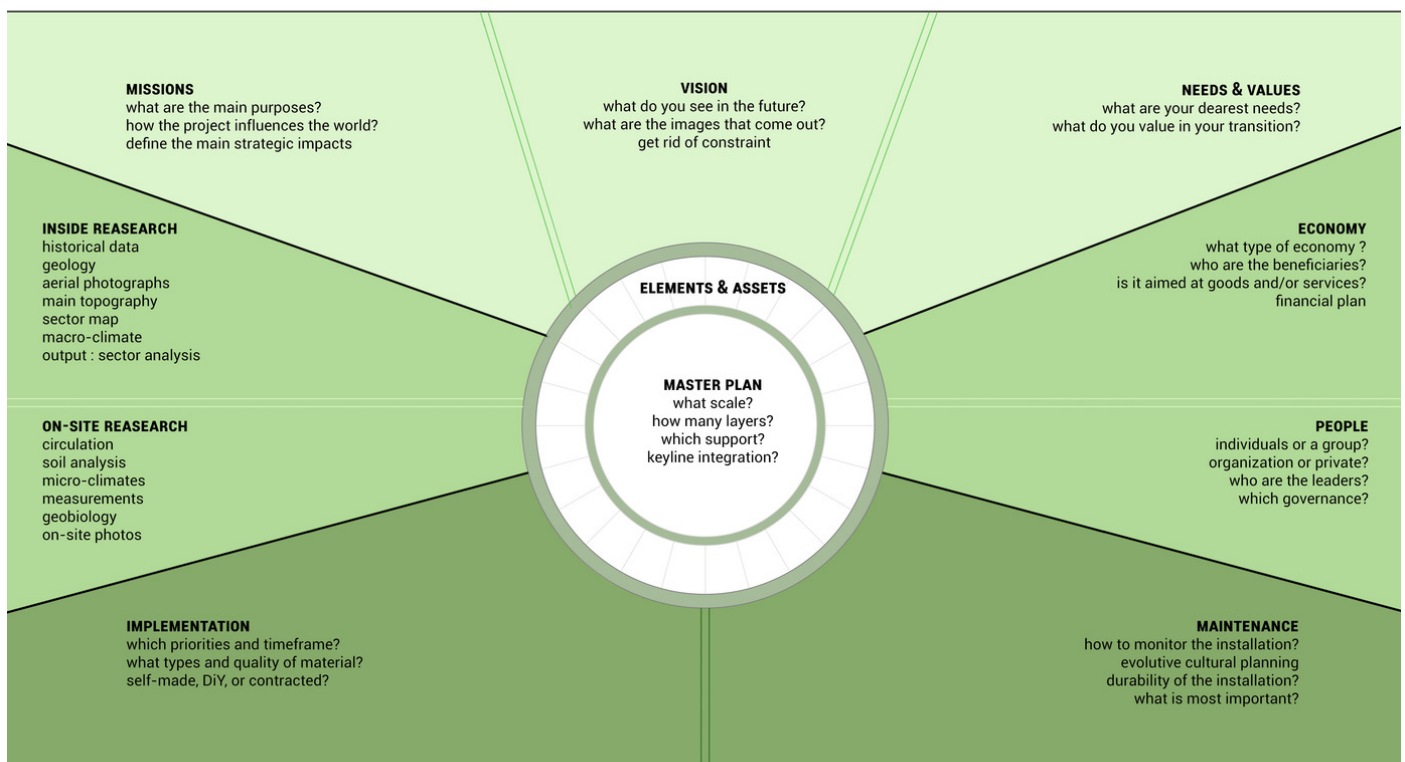 MISSIONS
what are the main purposes?
how the project influences the world?
define the main strategic impacts
VISION
what do you see in the future?
what are the images that come out?
get rid of constraint
NEEDS & VALUES
what are your dearest needs?
what do you value in your transition?
INSIDE REASEARCH
historical data
geology
aerial photographs
main topography
sector map
macro-climate
output : sector analysis
ECONOMY
what type of economy ?
who are the beneficiaries?
is it aimed at goods and/or services?
financial plan
ELEMENTS & ASSETS
MASTER PLAN
what scale?
how many layers?
which support?
keyline integration?
ON-SITE REASEARCH
circulation
soil analysis
micro-climates
measurements
geobiology
on-site photos
PEOPLE
individuals or a group?
organization or private?
who are the leaders?
which governance?
IMPLEMENTATION
which priorities and timeframe?
what types and quality of material?
self-made, DiY, or contracted?
MAINTENANCE
how to monitor the installation?
evolutive cultural planning
durability of the installation?
what is most important?